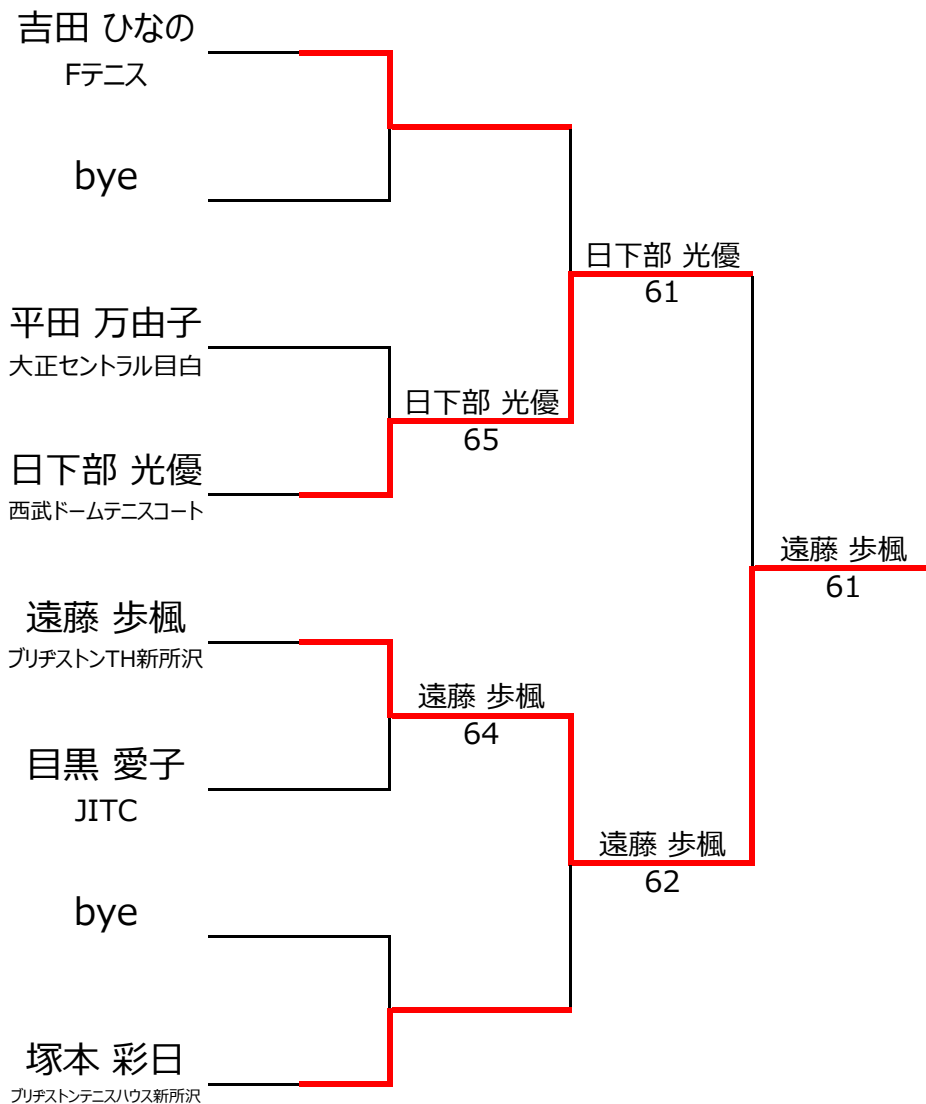 吉田 ひなの
Fテニス
bye
日下部 光優
61
平田 万由子
大正セントラル目白
日下部 光優
65
日下部 光優
西武ドームテニスコート
遠藤 歩楓
61
遠藤 歩楓
ブリヂストンTH新所沢
遠藤 歩楓
64
目黒 愛子
JITC
遠藤 歩楓
62
bye
塚本 彩日
ブリヂストンテニスハウス新所沢